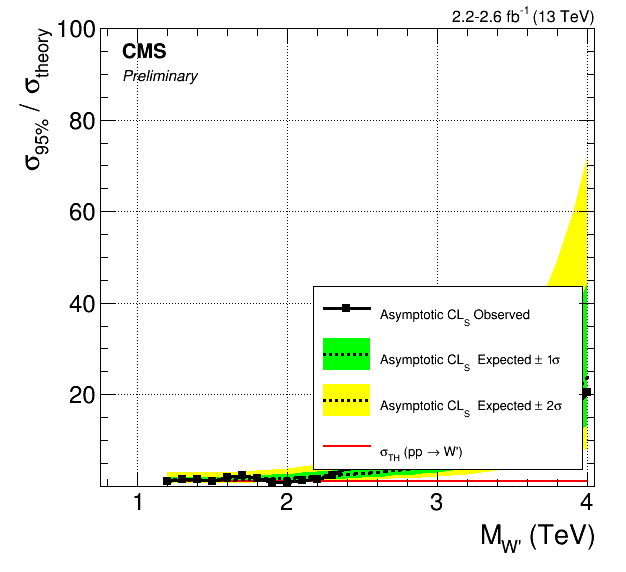 2.2-2.6 fb⁻¹ (13 TeV)
CMS
Preliminary
σ95% / σtheory
100
80
60
40
20
Asymptotic CLS Observed
Asymptotic CLS Expected ± 1σ
Asymptotic CLS Expected ± 2σ
σTH (pp → W')
1 2 3 4
MW' (TeV)